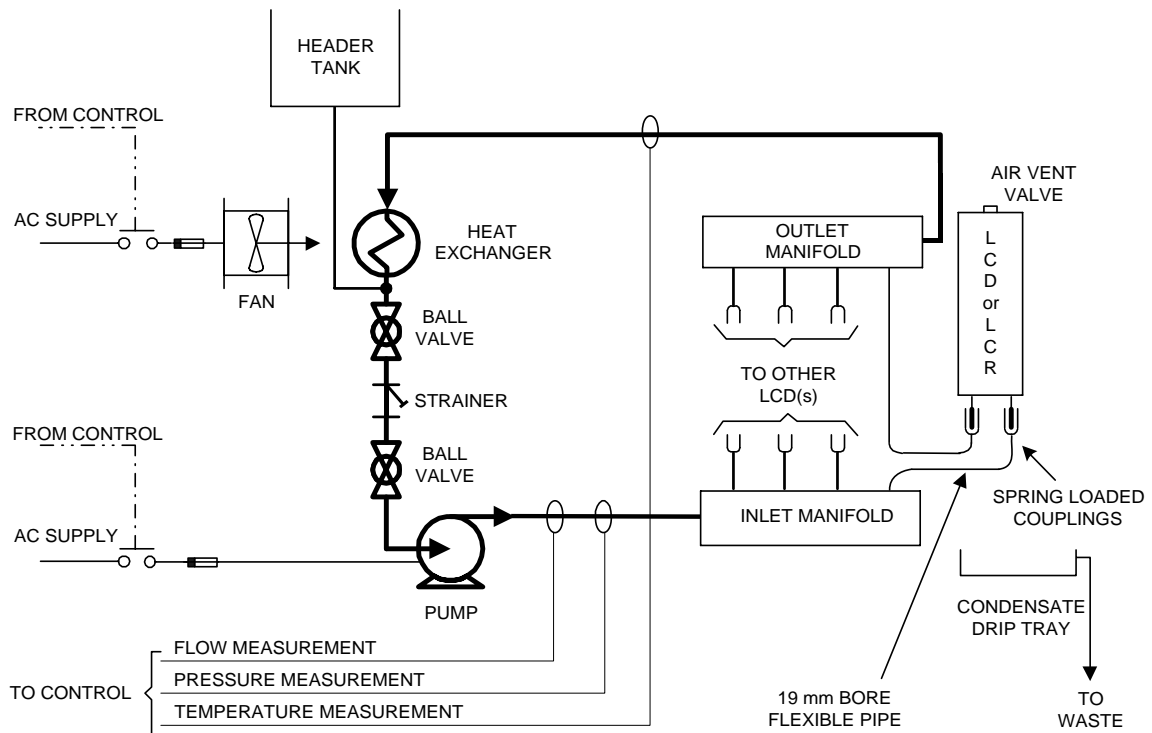 HEADER
TANK
FROM CONTROL
AC SUPPLY
FAN
HEAT
EXCHANGER
AIR VENT
VALVE
OUTLET
MANIFOLD
L
C
D
or
L
C
R
BALL
VALVE
TO OTHER
LCD(s)
STRAINER
FROM CONTROL
BALL
VALVE
AC SUPPLY
INLET MANIFOLD
SPRING LOADED
COUPLINGS
PUMP
CONDENSATE
DRIP TRAY
FLOW MEASUREMENT
TO CONTROL
PRESSURE MEASUREMENT
TEMPERATURE MEASUREMENT
19 mm BORE
FLEXIBLE PIPE
TO
WASTE